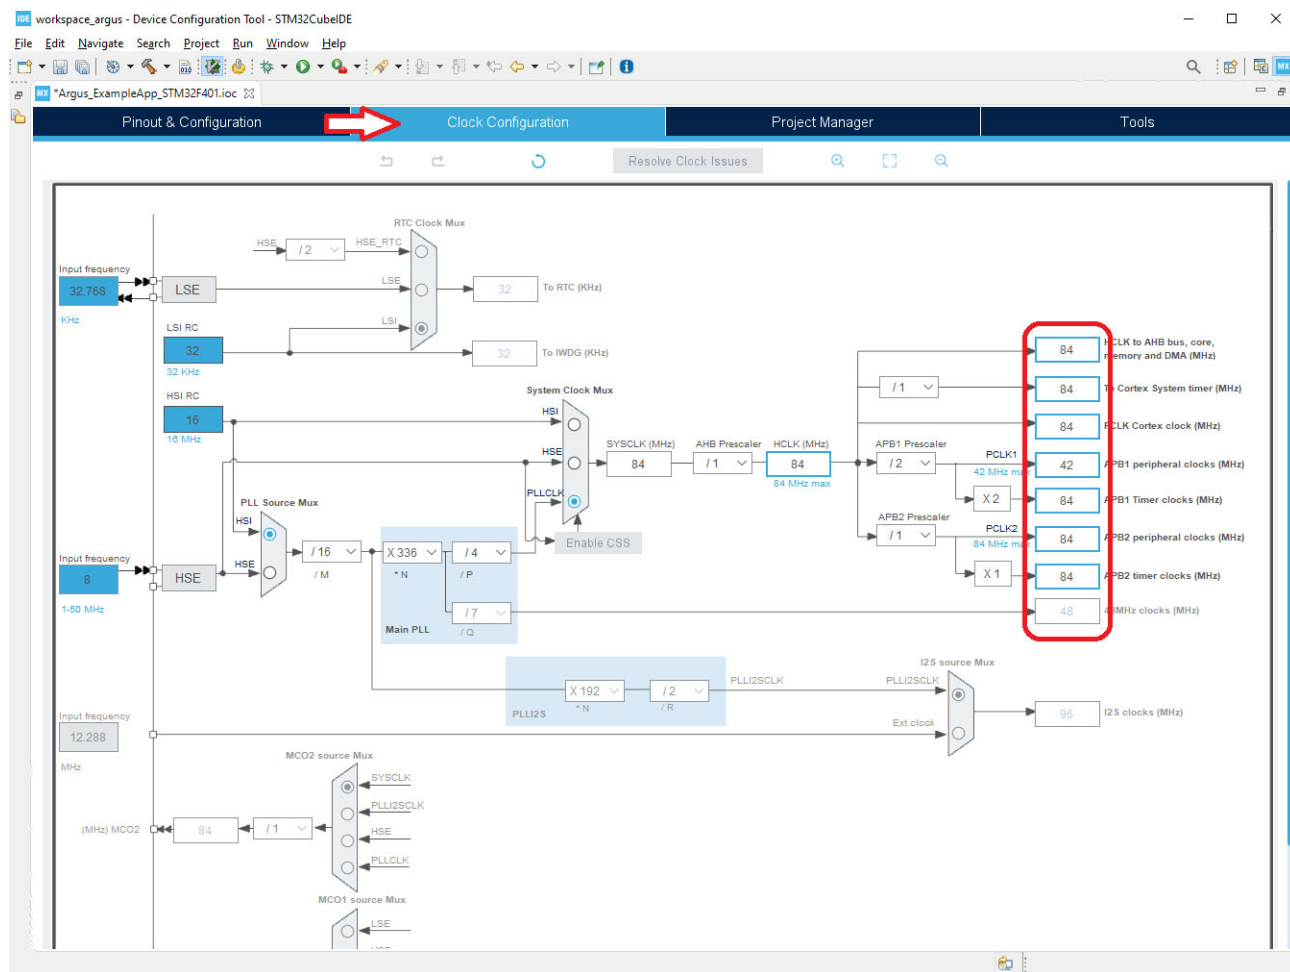 IDE workspace_argus - Device Configuration Tool - STM32CubeIDE
File Edit Navigate Search Project Run Window Help
MX *Argus_ExampleApp_STM32F401.ioc
Pinout & Configuration Clock Configuration Project Manager Tools
Resolve Clock Issues
RTC Clock Mux
HSE / 2 HSE_RTC
Input frequency
32.768 LSE LSE 32 To RTC (KHz)
KHz
LSI RC LSI
32 32 To IWDG (KHz)
32 KHz
HSI RC
16
16 MHz
System Clock Mux
HSI
HSE
PLLCLK
SYSCLK (MHz) AHB Prescaler HCLK (MHz) APB1 Prescaler
84 / 1 84 / 2
84 MHz max
84 HCLK to AHB bus, core,
memory and DMA (MHz)
/ 1 84 To Cortex System timer (MHz)
84 FCLK Cortex clock (MHz)
PCLK1
42 MHz max 42 APB1 peripheral clocks (MHz)
X 2 84 APB1 Timer clocks (MHz)
APB2 Prescaler
/ 1
PCLK2
84 MHz max 84 APB2 peripheral clocks (MHz)
X 1 84 APB2 timer clocks (MHz)
48 48MHz clocks (MHz)
PLL Source Mux
HSI
HSE
Enable CSS
Input frequency
8 HSE
1-50 MHz
/ 16 X 336 / 4
/ M * N / P
/ 7
Main PLL / Q
I2S source Mux
X 192 / 2 PLLI2SCLK PLLI2SCLK
PLLI2S * N / R
Ext.clock
96 I2S clocks (MHz)
Input frequency
12.288
MHz
MCO2 source Mux
SYSCLK
PLLI2SCLK
HSE
PLLCLK
(MHz) MCO2 84 / 1
MCO1 source Mux
LSE
HSE